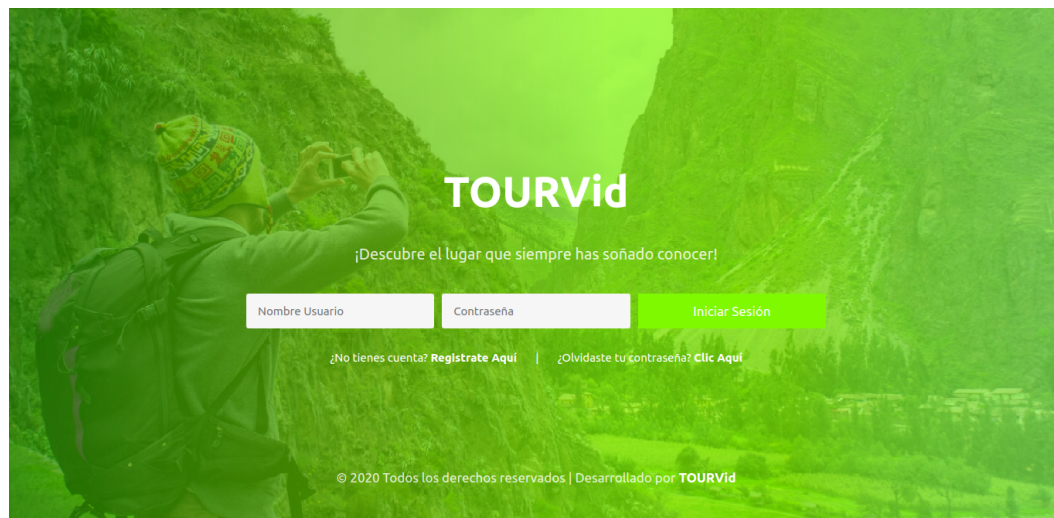 TOURVid
¡Descubre el lugar que siempre has soñado conocer!
Nombre Usuario Contraseña Iniciar Sesión
¿No tienes cuenta? Registrate Aquí | ¿Olvidaste tu contraseña? Clic Aquí
© 2020 Todos los derechos reservados | Desarrollado por TOURVid